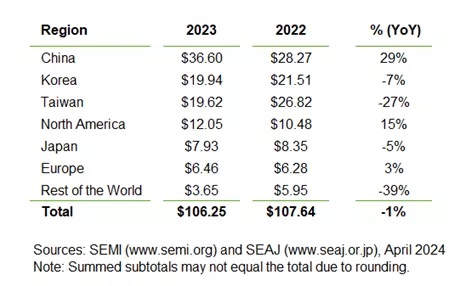 Region 2023 2022 % (YoY)
China $36.60 $28.27 29%
Korea $19.94 $21.51 -7%
Taiwan $19.62 $26.82 -27%
North America $12.05 $10.48 15%
Japan $7.93 $8.35 -5%
Europe $6.46 $6.28 3%
Rest of the World $3.65 $5.95 -39%
Total $106.25 $107.64 -1%
Sources: SEMI (www.semi.org) and SEAJ (www.seaj.or.jp), April 2024
Note: Summed subtotals may not equal the total due to rounding.